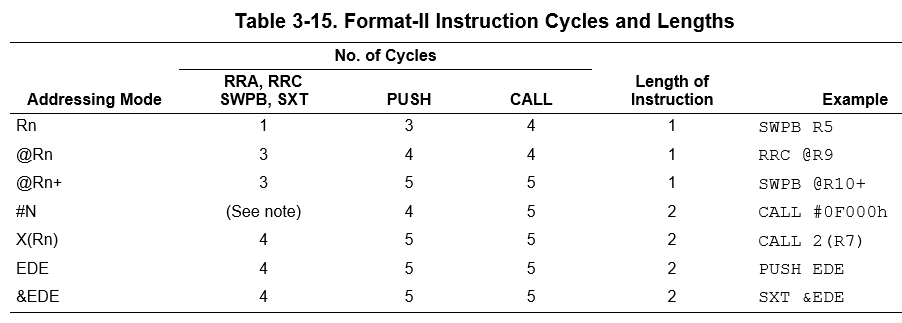 Table 3-15. Format-II Instruction Cycles and Lengths
No. of Cycles
Addressing Mode RRA, RRC SWPB, SXT PUSH CALL Length of Instruction Example
Rn 1 3 4 1 SWPB R5
@Rn 3 4 4 1 RRC @R9
@Rn+ 3 5 5 1 SWPB @R10+
#N (See note) 4 5 2 CALL #0F000h
X(Rn) 4 5 5 2 CALL 2(R7)
EDE 4 5 5 2 PUSH EDE
&EDE 4 5 5 2 SXT &EDE